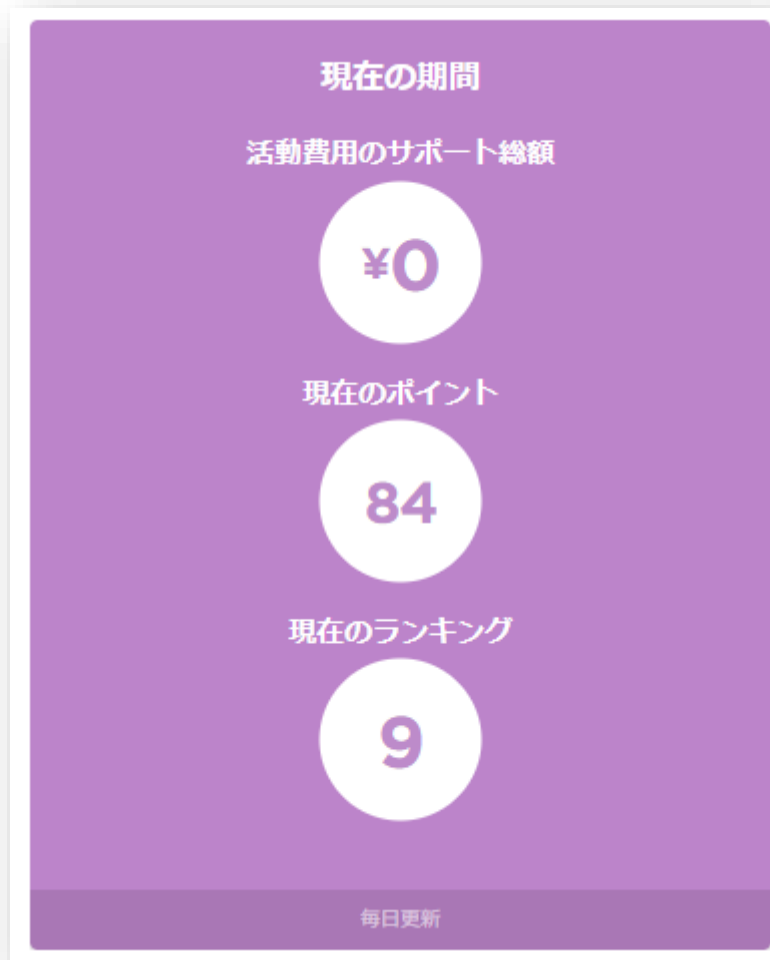 現在の期間
活動費用のサポート総額
¥0
現在のポイント
84
現在のランキング
9
毎日更新